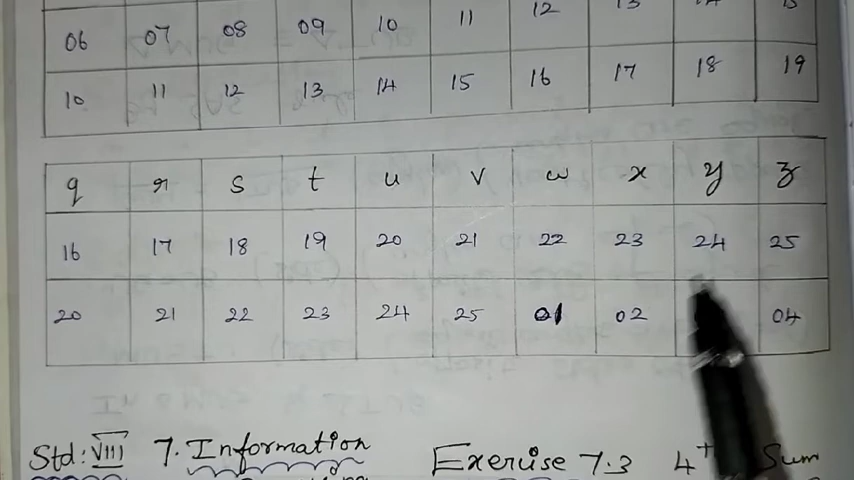 06 07 08 09 10 11 12 13
10 11 12 13 14 15 16 17 18 19
q r s t u v w x y z
16 17 18 19 20 21 22 23 24 25
20 21 22 23 24 25 01 02 04
Std: VIII 7. Information Exercise 7.3 Sum